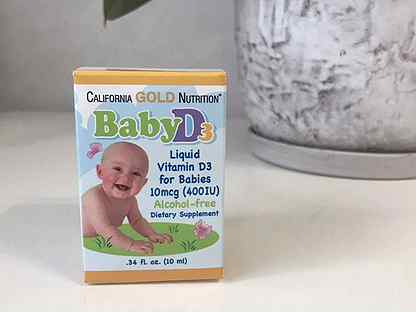 CALIFORNIA GOLD NUTRITION™
BabyD3
Liquid
Vitamin D3
for Babies
10mcg (400IU)
Alcohol-free
Dietary Supplement
.34 fl. oz. (10 ml)